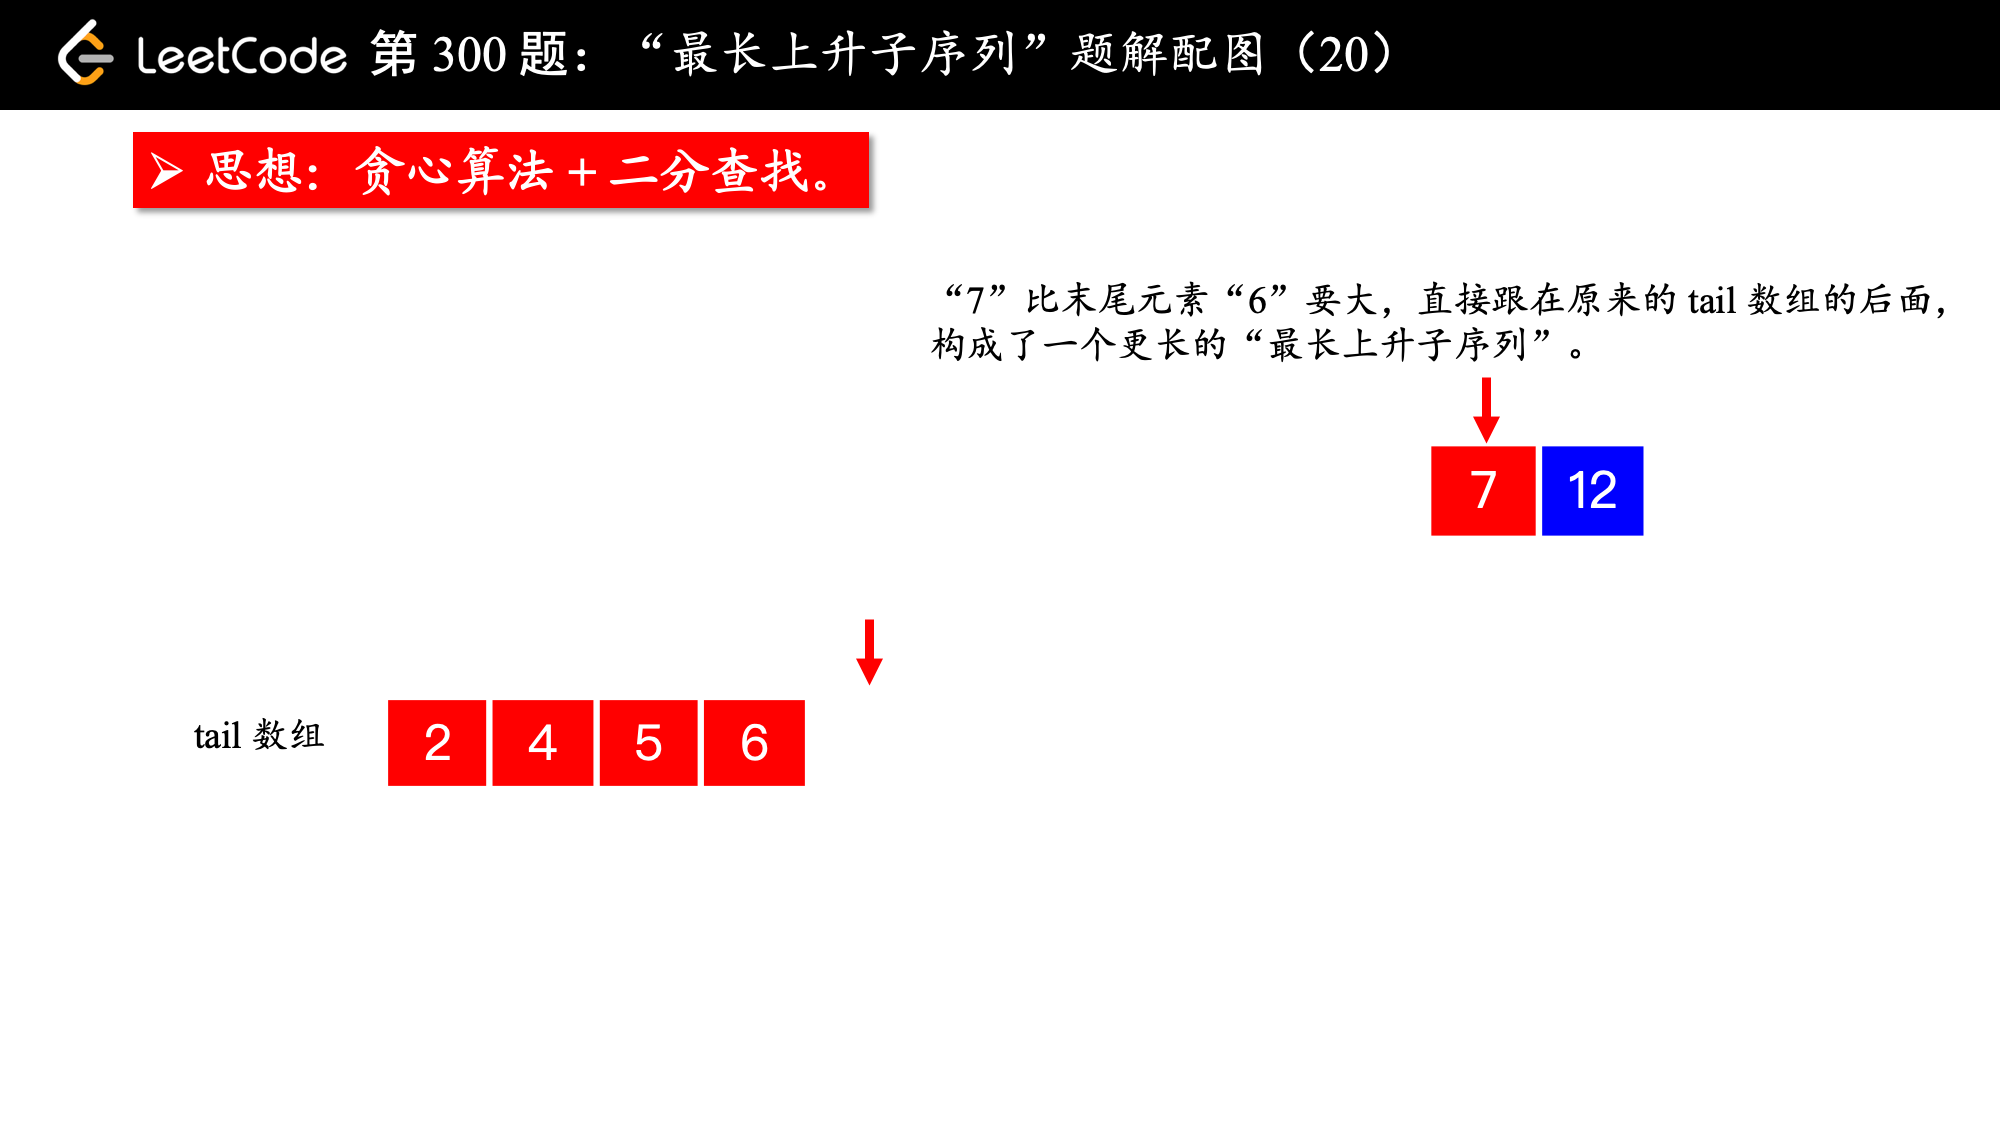 LeetCode 第 300 题：“最长上升子序列”题解配图（20）
➢ 思想：贪心算法 + 二分查找。
“7”比末尾元素“6”要大，直接跟在原来的 tail 数组的后面，
构成了一个更长的“最长上升子序列”。
7 12
tail 数组 2 4 5 6